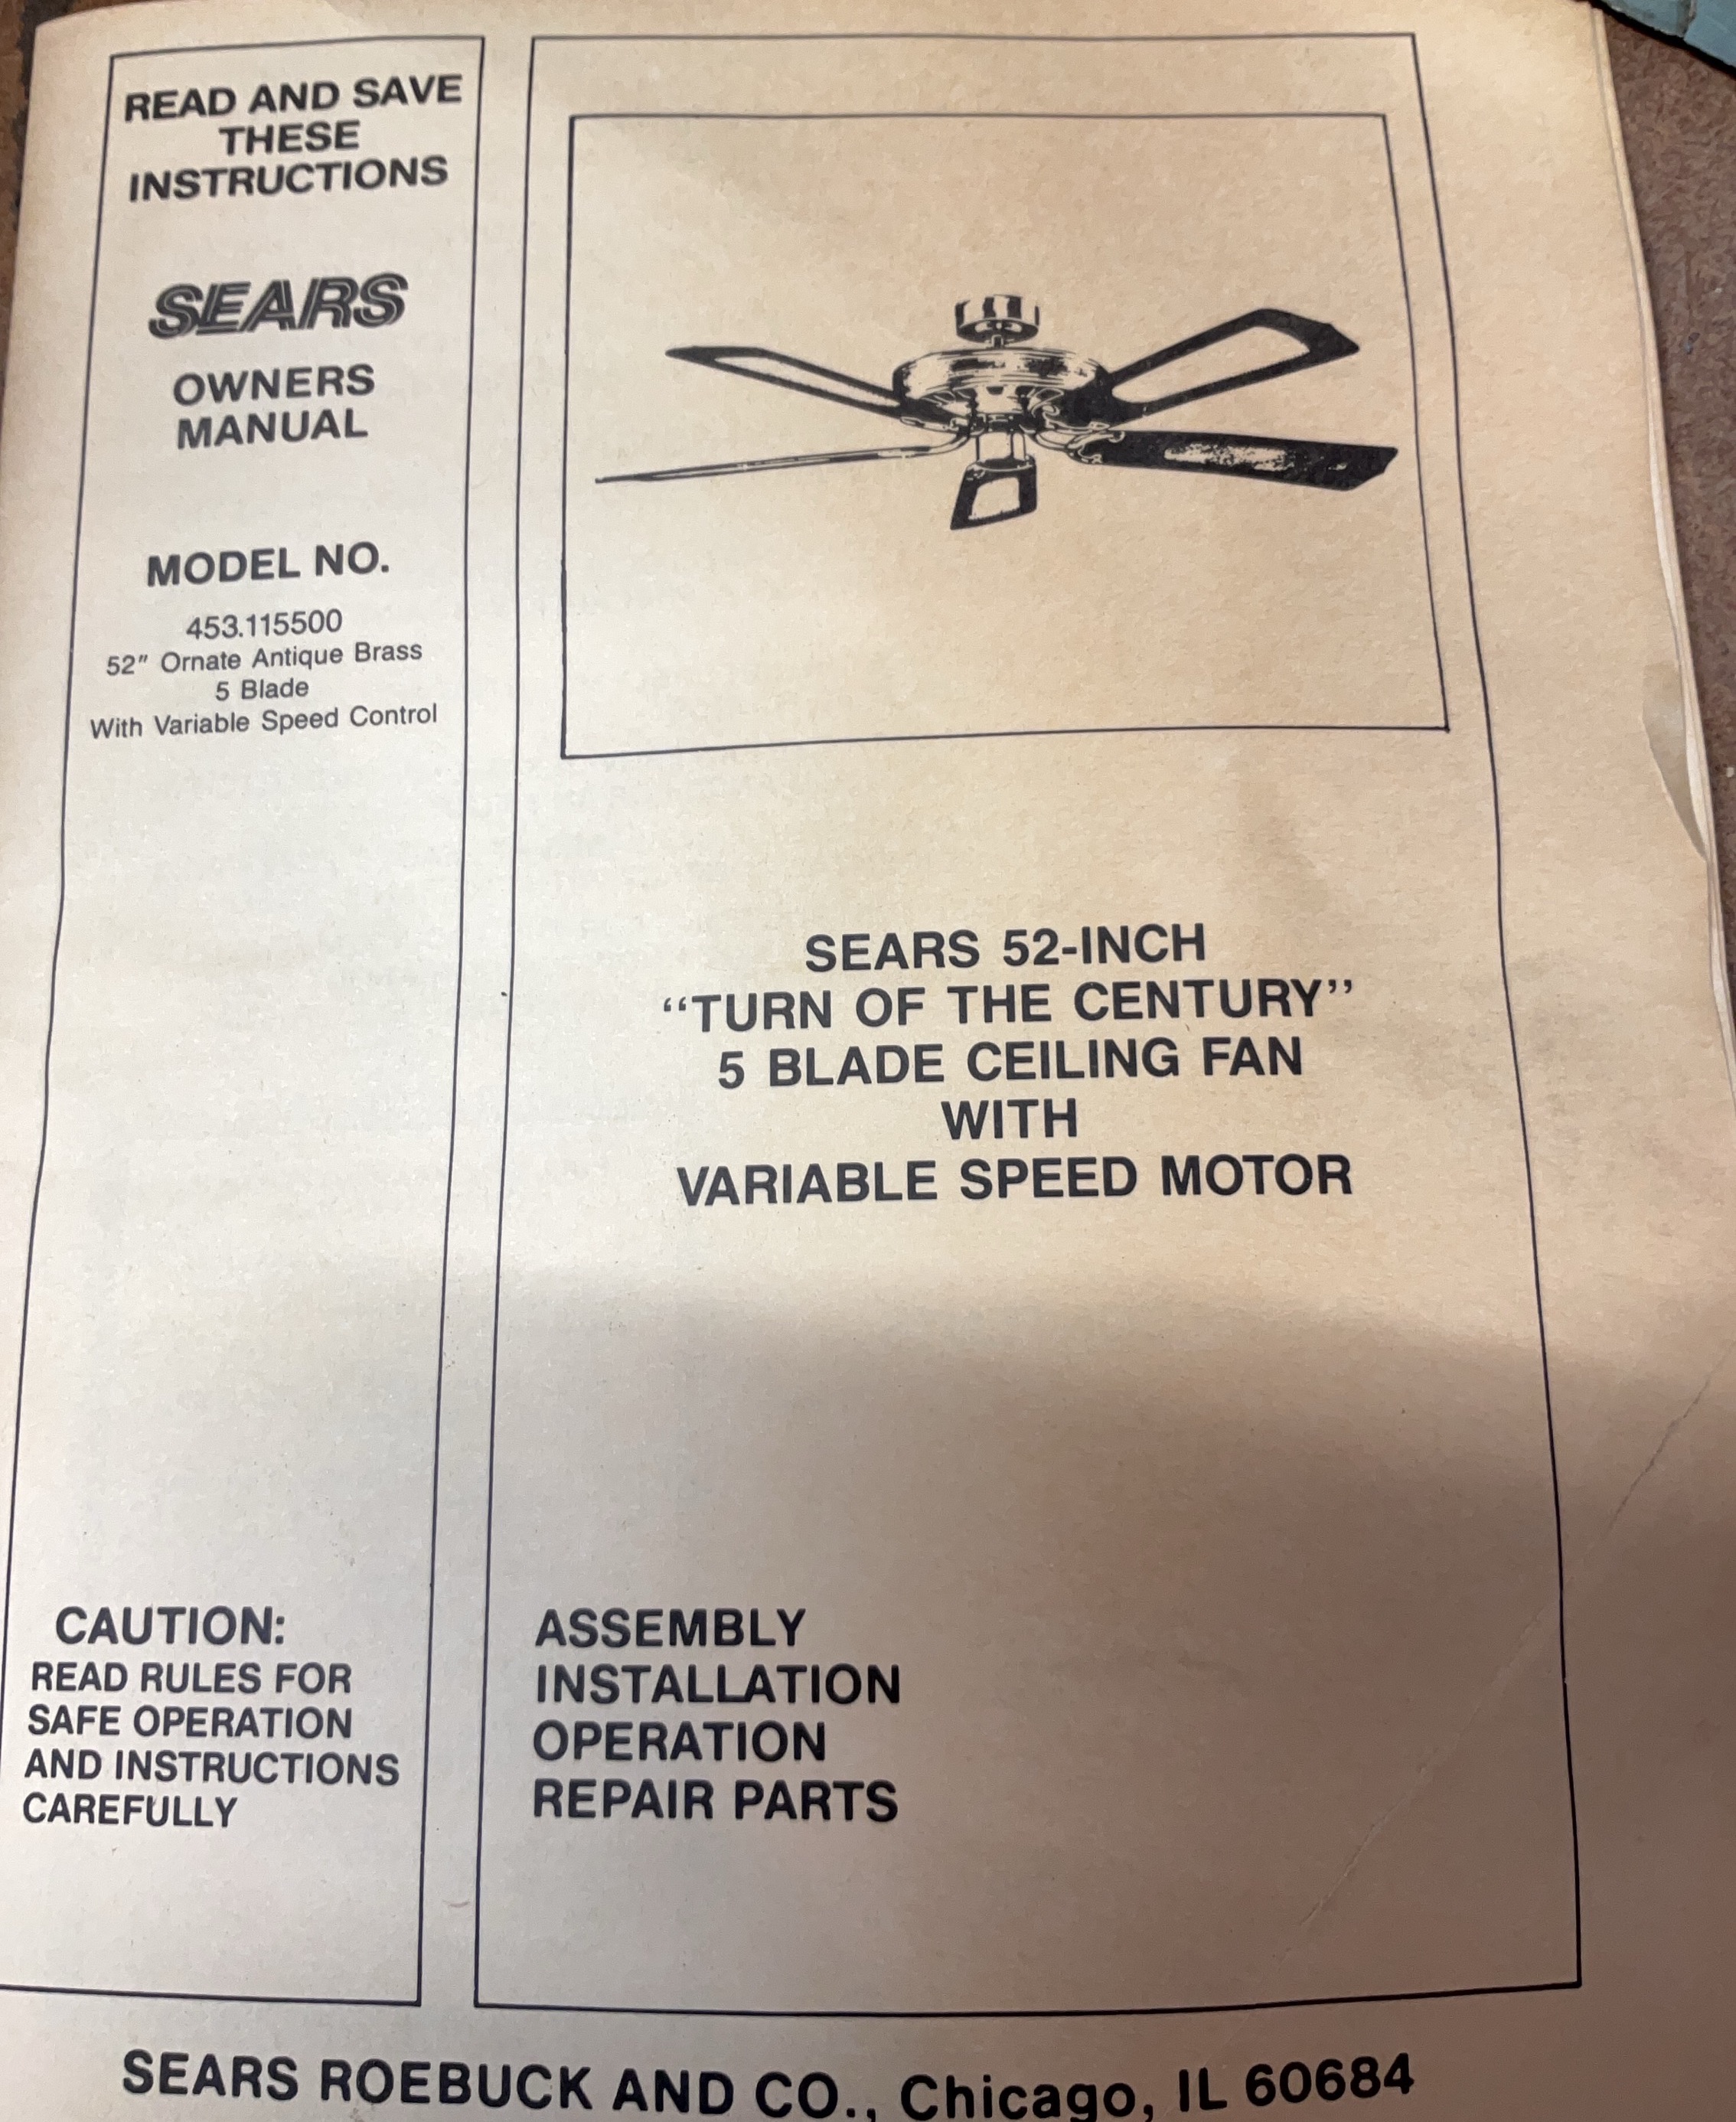 READ AND SAVE
THESE
INSTRUCTIONS
SEARS
OWNERS
MANUAL
MODEL NO.
453.115500
52" Ornate Antique Brass
5 Blade
With Variable Speed Control
CAUTION:
READ RULES FOR
SAFE OPERATION
AND INSTRUCTIONS
CAREFULLY
SEARS 52-INCH
“TURN OF THE CENTURY”
5 BLADE CEILING FAN
WITH
VARIABLE SPEED MOTOR
ASSEMBLY
INSTALLATION
OPERATION
REPAIR PARTS
SEARS ROEBUCK AND CO., Chicago, IL 60684